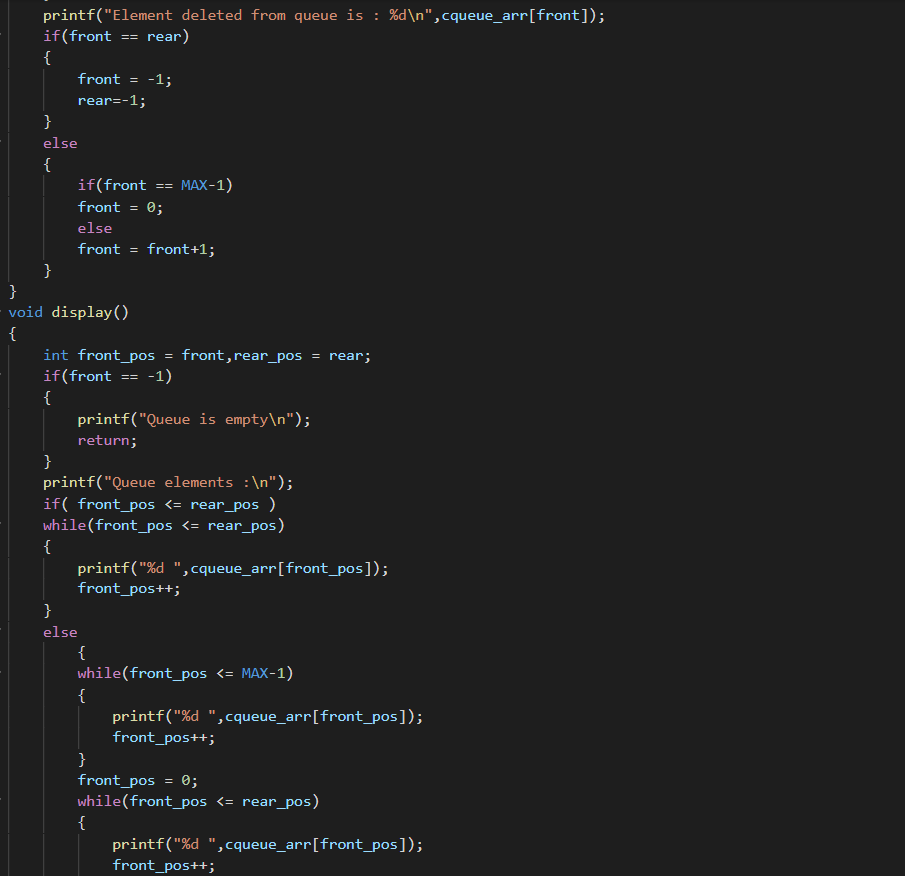 printf("Element deleted from queue is : %d\n",cqueue_arr[front]);
    if(front == rear)
    {
        front = -1;
        rear=-1;
    }
    else
    {
        if(front == MAX-1)
        front = 0;
        else
        front = front+1;
    }
}
void display()
{
    int front_pos = front,rear_pos = rear;
    if(front == -1)
    {
        printf("Queue is empty\n");
        return;
    }
    printf("Queue elements :\n");
    if( front_pos <= rear_pos )
    while(front_pos <= rear_pos)
    {
        printf("%d ",cqueue_arr[front_pos]);
        front_pos++;
    }
    else
        {
        while(front_pos <= MAX-1)
        {
            printf("%d ",cqueue_arr[front_pos]);
            front_pos++;
        }
        front_pos = 0;
        while(front_pos <= rear_pos)
        {
            printf("%d ",cqueue_arr[front_pos]);
            front_pos++;